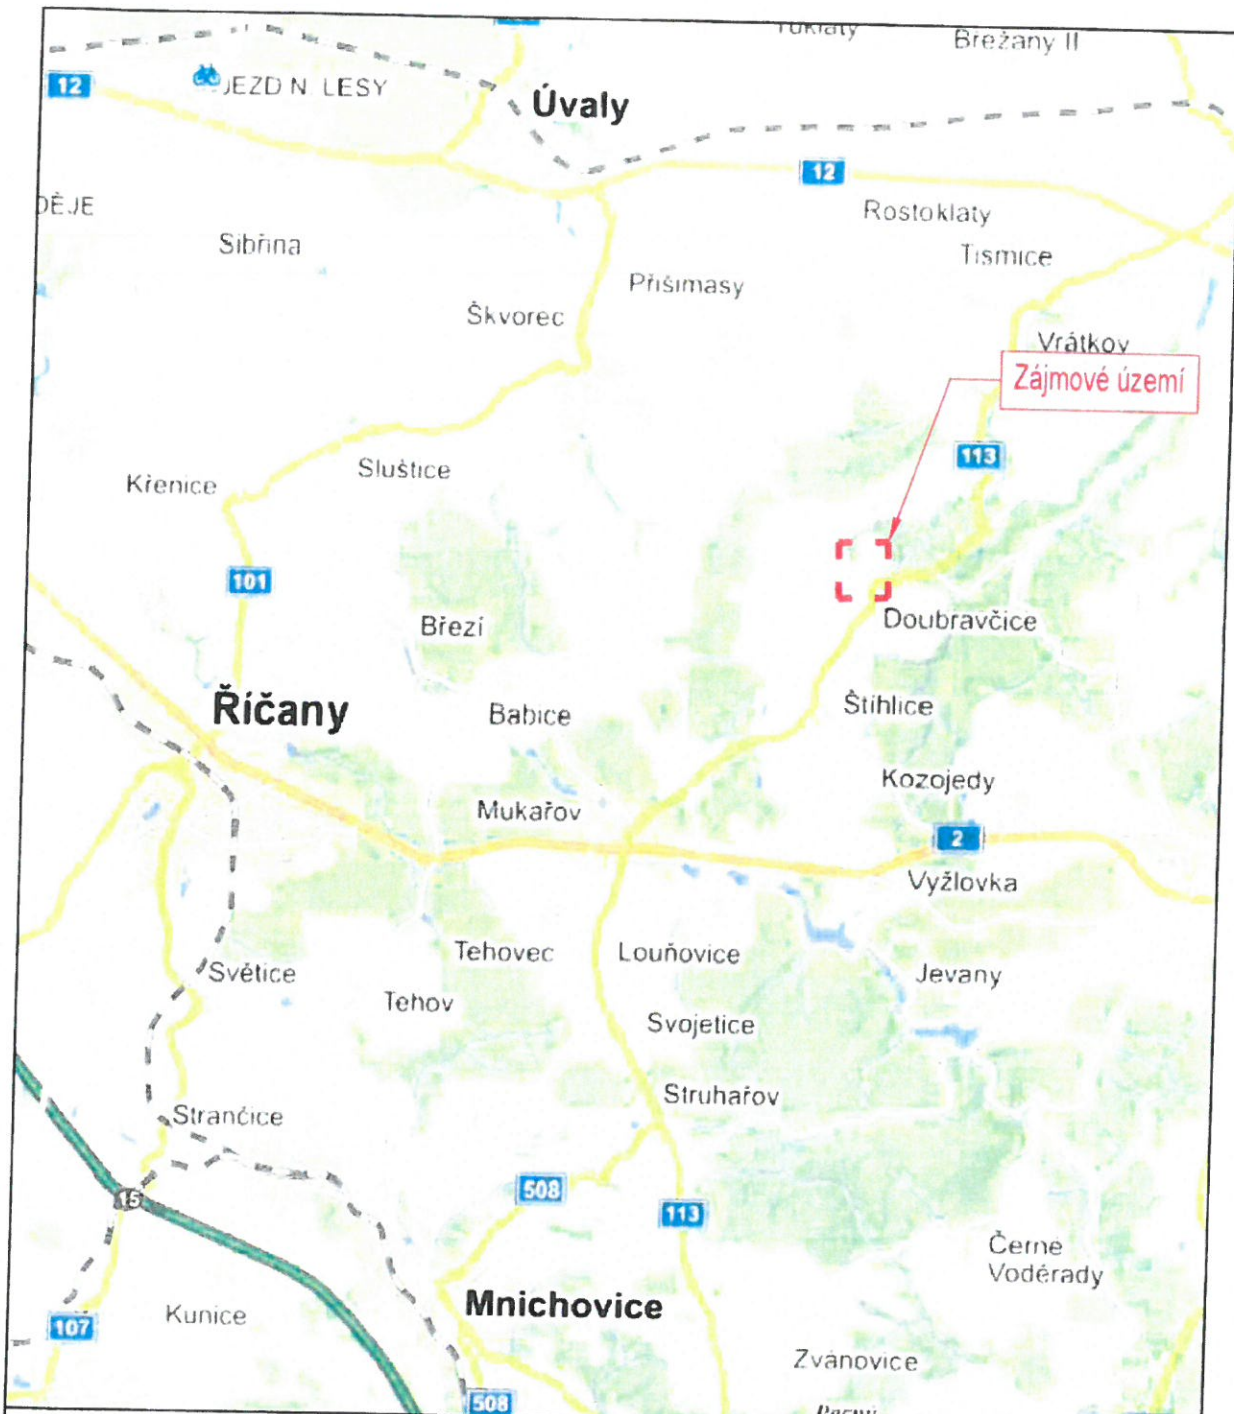 Břežany II
12
ÚJEZD N. LESY
Úvaly
12
DĚJE
Rostoklaty
Sibřina
Tismice
Přišimasy
Škvorec
Vrátkov
Zájmové území
113
Sluštice
Křenice
101
Březí
Doubravčice
Říčany
Babice
Štíhlice
Kozojedy
Mukařov
2
Vyžlovka
Tehovec
Louňovice
Světice
Jevany
Tehov
Svojetice
Struhařov
Strančice
508
15
113
Černé
Voděrady
Mnichovice
Kunice
107
Zvánovice
508